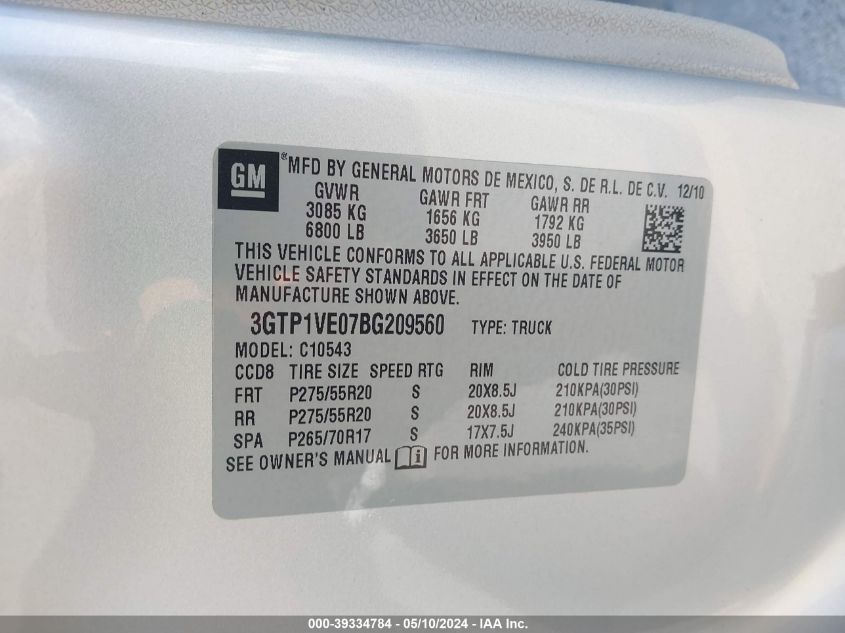 GM
®MFD BY GENERAL MOTORS DE MEXICO, S. DE R.L. DE C.V. 12/10
GVWR GAWR FRT GAWR RR
3085 KG 1656 KG 1792 KG
6800 LB 3650 LB 3950 LB
THIS VEHICLE CONFORMS TO ALL APPLICABLE U.S. FEDERAL MOTOR
VEHICLE SAFETY STANDARDS IN EFFECT ON THE DATE OF
MANUFACTURE SHOWN ABOVE.
3GTP1VE07BG209560 TYPE: TRUCK
MODEL: C10543
CCD8 TIRE SIZE SPEED RTG RIM COLD TIRE PRESSURE
FRT P275/55R20 S 20X8.5J 210KPA(30PSI)
RR P275/55R20 S 20X8.5J 210KPA(30PSI)
SPA P265/70R17 S 17X7.5J 240KPA(35PSI)
SEE OWNER'S MANUAL i FOR MORE INFORMATION.
000-39334784 - 05/10/2024 - IAA Inc.